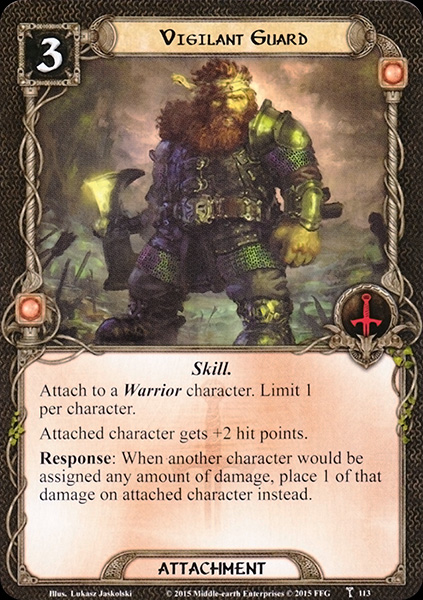 3
VIGILANT GUARD
Skill.
Attach to a Warrior character. Limit 1
per character.
Attached character gets +2 hit points.
Response: When another character would be
assigned any amount of damage, place 1 of that
damage on attached character instead.
ATTACHMENT
Illus. Lukasz Jaskolski © 2015 Middle-earth Enterprises © 2015 FFG 113